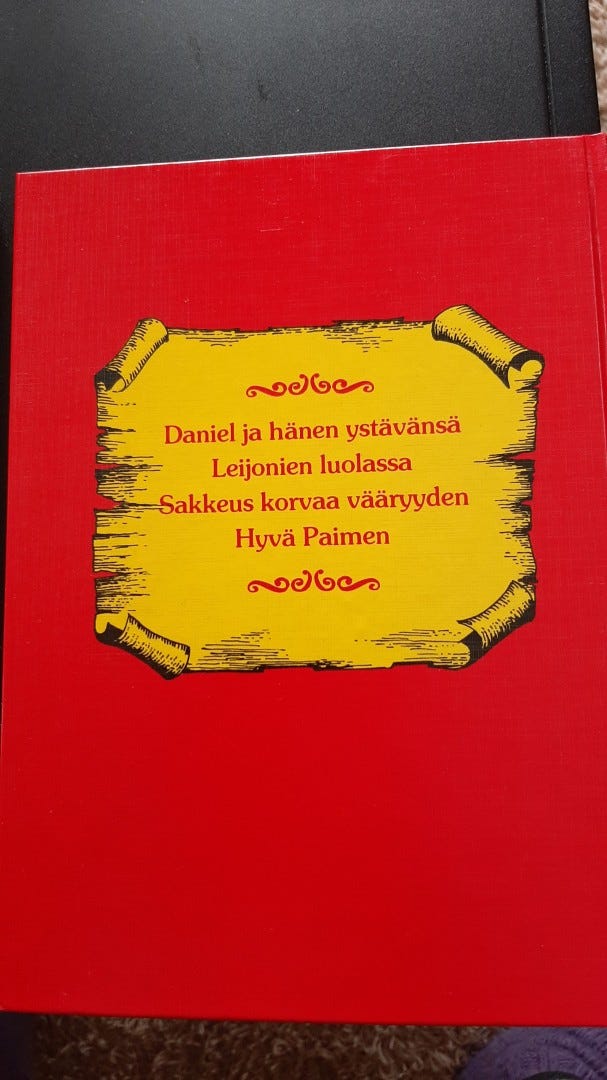 Daniel ja hänen ystävänsä
Leijonien luolassa
Sakkeus korvaa vääryyden
Hyvä Paimen